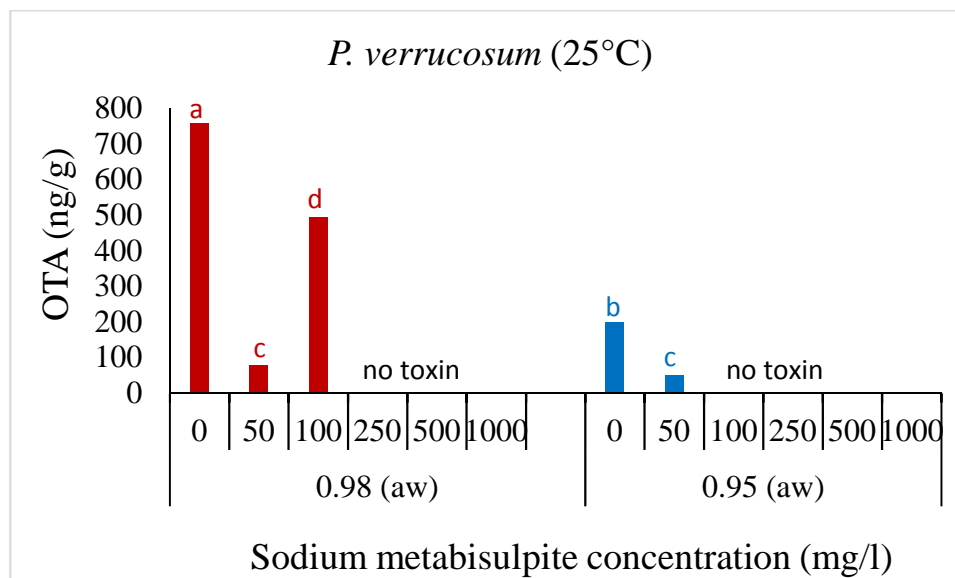 P. verrucosum (25°C)
OTA (ng/g)
800
700
600
500
400
300
200
100
0
a
c
d
no toxin
b
c
no toxin
0 50 100 250 500 1000 0 50 100 250 500 1000
0.98 (aw) 0.95 (aw)
Sodium metabisulpite concentration (mg/l)